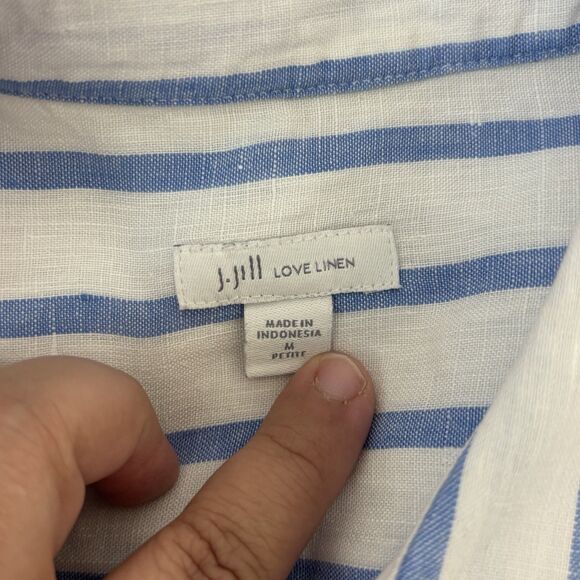 J.Jill LOVE LINEN
MADE IN
INDONESIA
M
PETITE